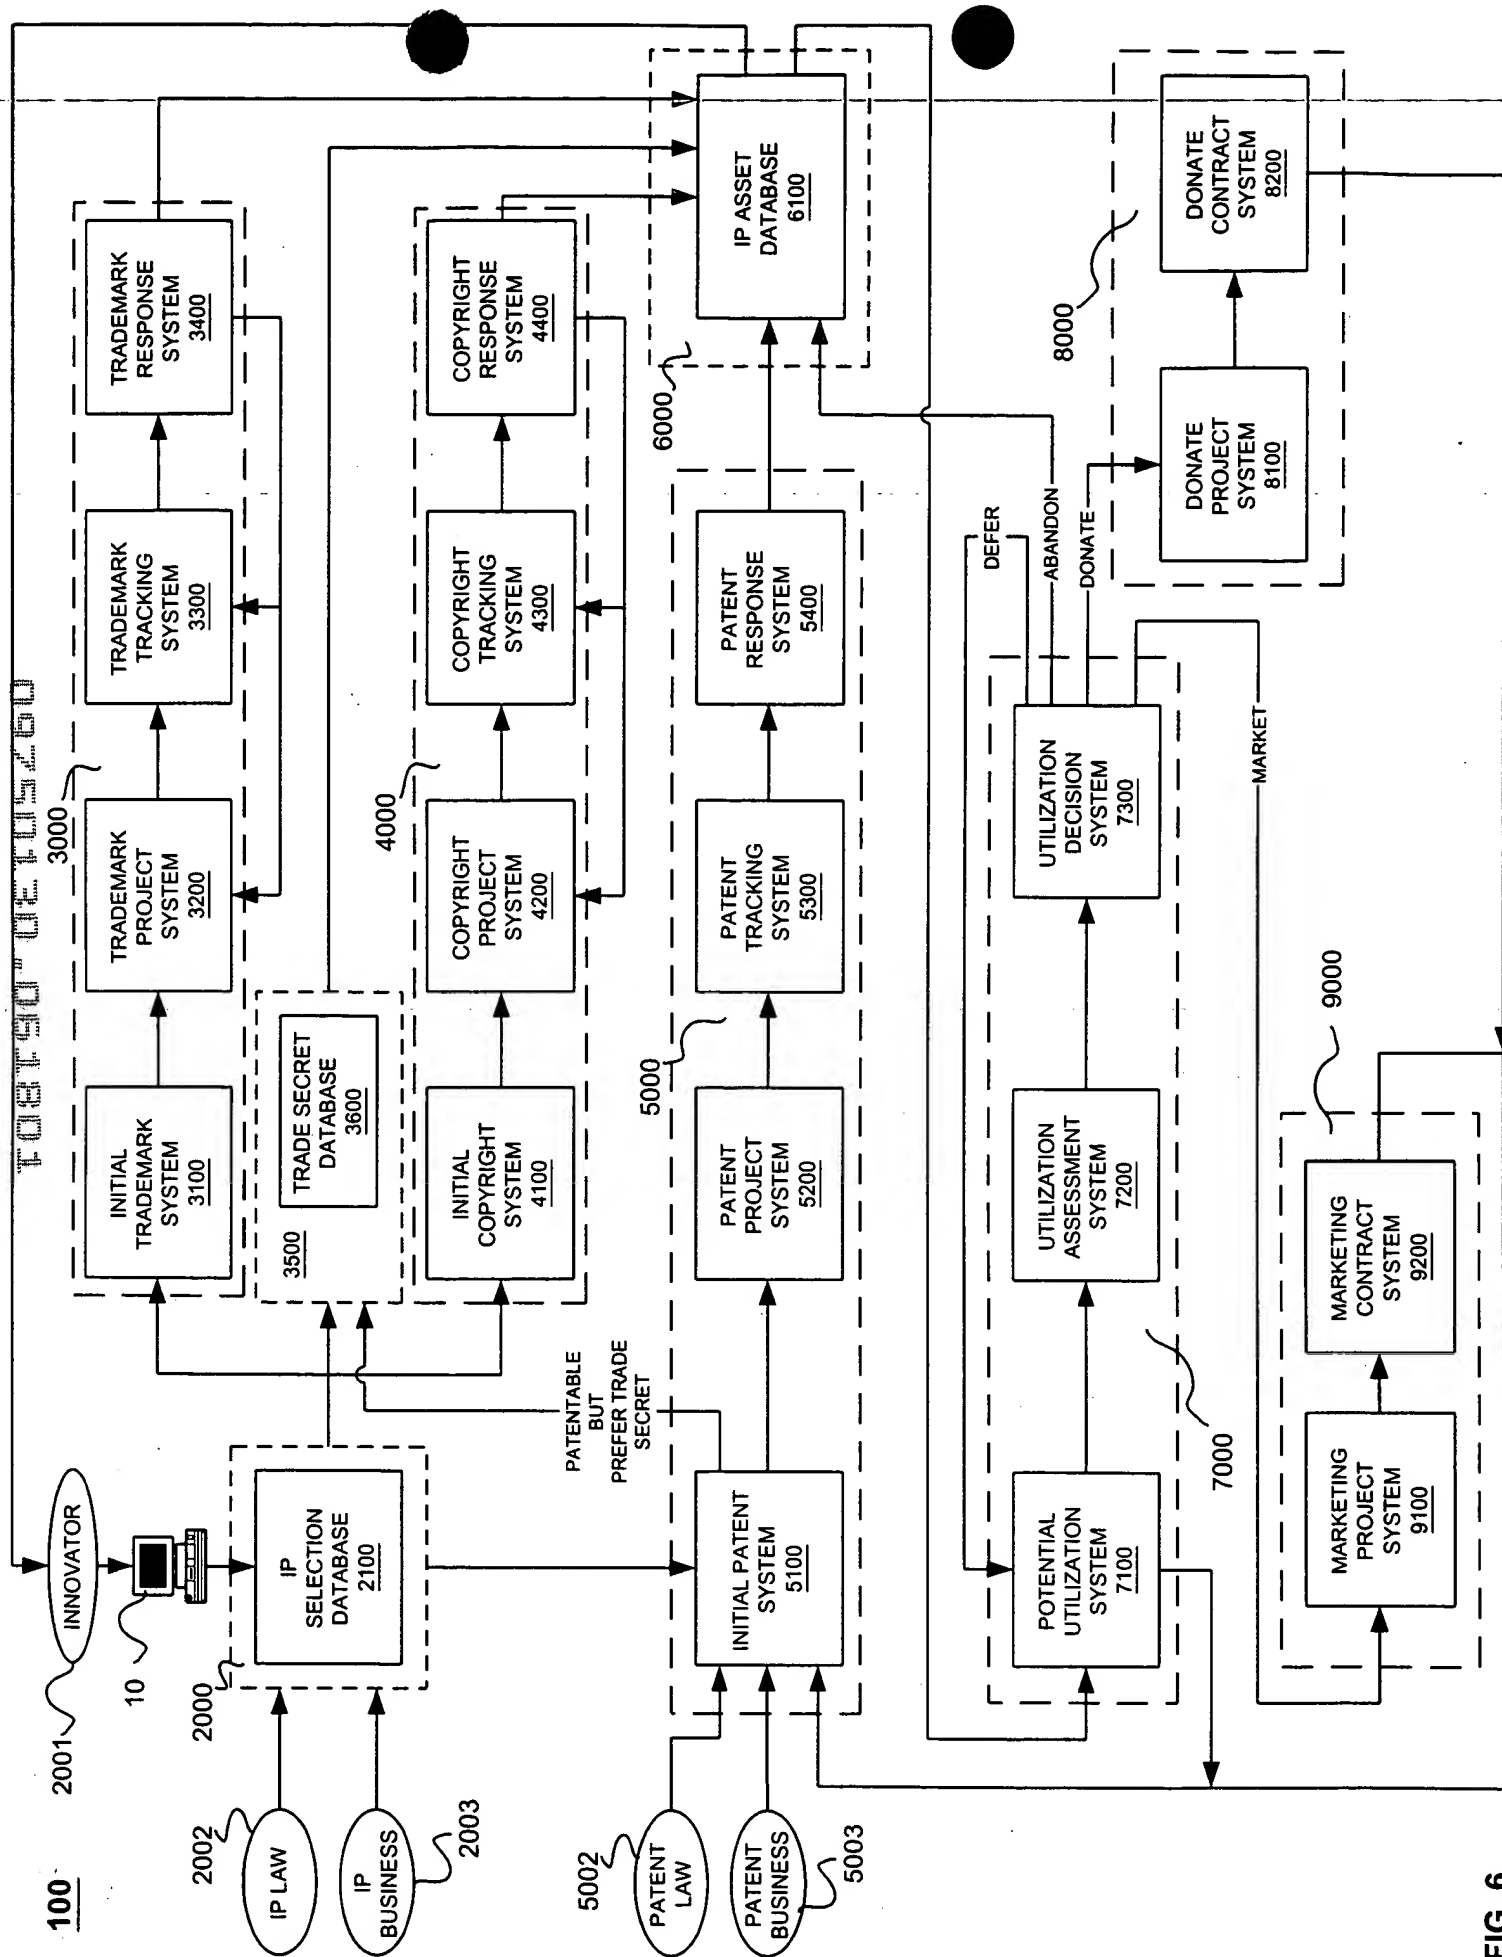 100
2001
INNOVATOR
10
2002
IP LAW
2003
IP
BUSINESS
2000
IP
SELECTION
DATABASE
2100
3000
INITIAL
TRADEMARK
SYSTEM
3100
TRADEMARK
PROJECT
SYSTEM
3200
TRADEMARK
TRACKING
SYSTEM
3300
TRADEMARK
RESPONSE
SYSTEM
3400
3500
TRADE SECRET
DATABASE
3600
4000
INITIAL
COPYRIGHT
SYSTEM
4100
COPYRIGHT
PROJECT
SYSTEM
4200
COPYRIGHT
TRACKING
SYSTEM
4300
COPYRIGHT
RESPONSE
SYSTEM
4400
PATENTABLE
BUT
PREFER TRADE
SECRET
5002
PATENT
LAW
PATENT
BUSINESS
5003
5000
INITIAL PATENT
SYSTEM
5100
PATENT
PROJECT
SYSTEM
5200
PATENT
TRACKING
SYSTEM
5300
PATENT
RESPONSE
SYSTEM
5400
6000
IP ASSET
DATABASE
6100
7000
POTENTIAL
UTILIZATION
SYSTEM
7100
UTILIZATION
ASSESSMENT
SYSTEM
7200
UTILIZATION
DECISION
SYSTEM
7300
DEFER
ABANDON
DONATE
MARKET
8000
DONATE
PROJECT
SYSTEM
8100
DONATE
CONTRACT
SYSTEM
8200
9000
MARKETING
PROJECT
SYSTEM
9100
MARKETING
CONTRACT
SYSTEM
9200
FIG. 6